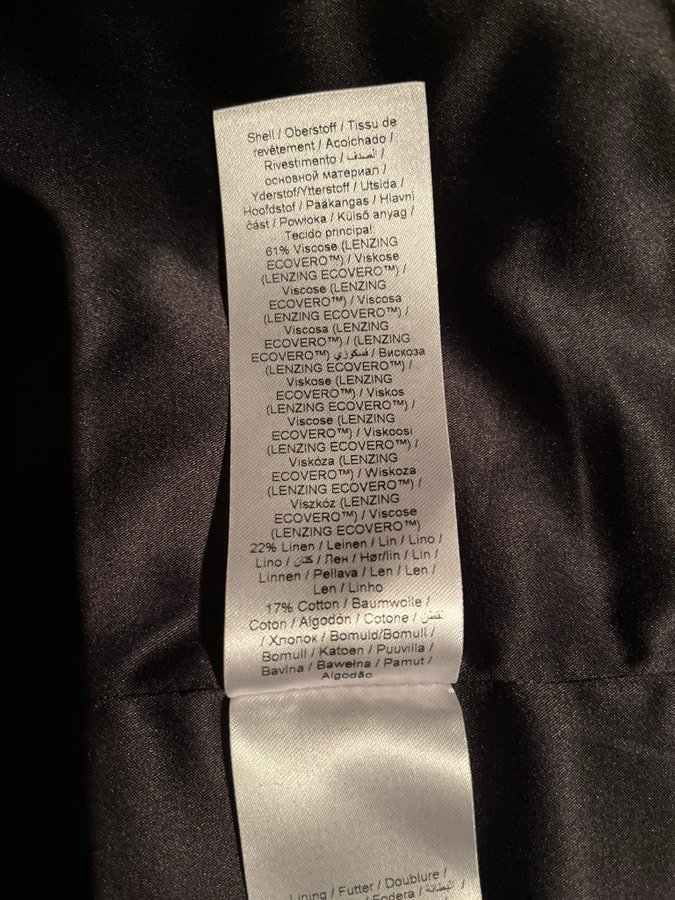 Shell / Oberstoff / Tissu de
revêtement / Acolchado /
Rivestimento / الصدف /
основной материал /
Yderstof/Ytterstoff / Utsida /
Hoofdstof / Pääkangas / Hlavní
část / Powłoka / Külső anyag /
Tecido principal:
61% Viscose (LENZING
ECOVERO™) / Viskose
(LENZING ECOVERO™) /
Viscose (LENZING
ECOVERO™) / Viscosa
(LENZING ECOVERO™) /
Viscosa (LENZING
ECOVERO™) / (LENZING
ECOVERO™) فسكوزي / Вискоза
(LENZING ECOVERO™) /
Viskose (LENZING
ECOVERO™) / Viskos
(LENZING ECOVERO™) /
Viscose (LENZING
ECOVERO™) / Viskoosi
(LENZING ECOVERO™) /
Viskóza (LENZING
ECOVERO™) / Wiskoza
(LENZING ECOVERO™) /
Viszkóz (LENZING
ECOVERO™) / Viscose
(LENZING ECOVERO™)
22% Linen / Leinen / Lin / Lino /
Lino / كتان / Лен / Hør/lin / Lin /
Linnen / Pellava / Len / Len /
Len / Linho
17% Cotton / Baumwolle /
Coton / Algodón / Cotone / قطن
/ Хлопок / Bomuld/Bomull /
Bomull / Katoen / Puuvilla /
Bavlna / Bawełna / Pamut /
Algodão
Lining / Futter / Doublure /
/ Fodera / البطانة /